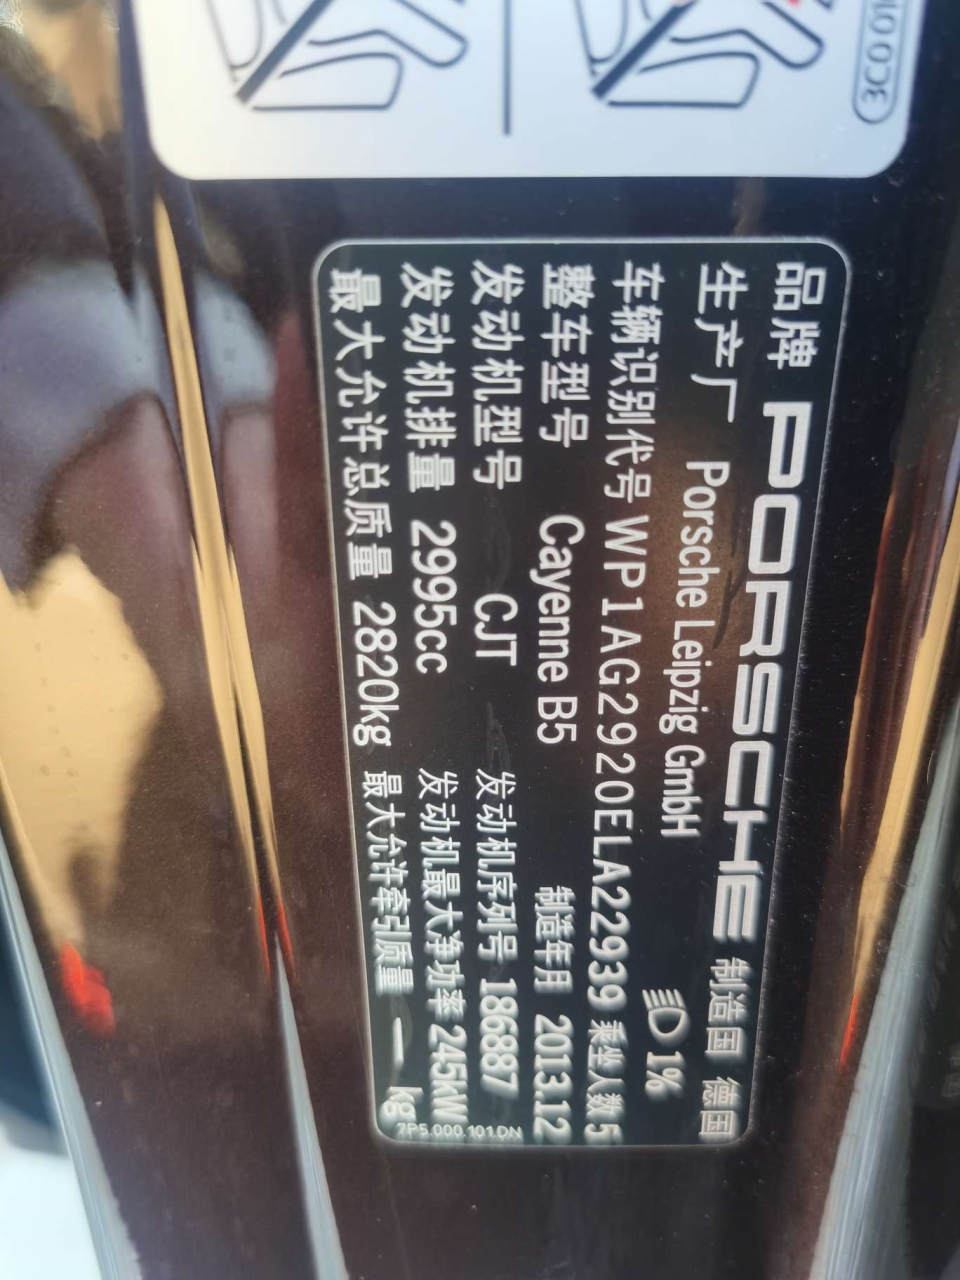 3C0 01
品牌 PORSCHE 制造国 德国
生产厂 Porsche Leipzig GmbH 1%
车辆识别代号 WP1AG2920ELA22939 乘坐人数 5
整车型号 Cayenne B5 制造年月 2013.12
发动机型号 CJT 发动机序列号 186887
发动机排量 2995cc 发动机最大净功率 245kW
最大允许总质量 2820kg 最大允许牵引质量 — kg
7P5.000.101.DN